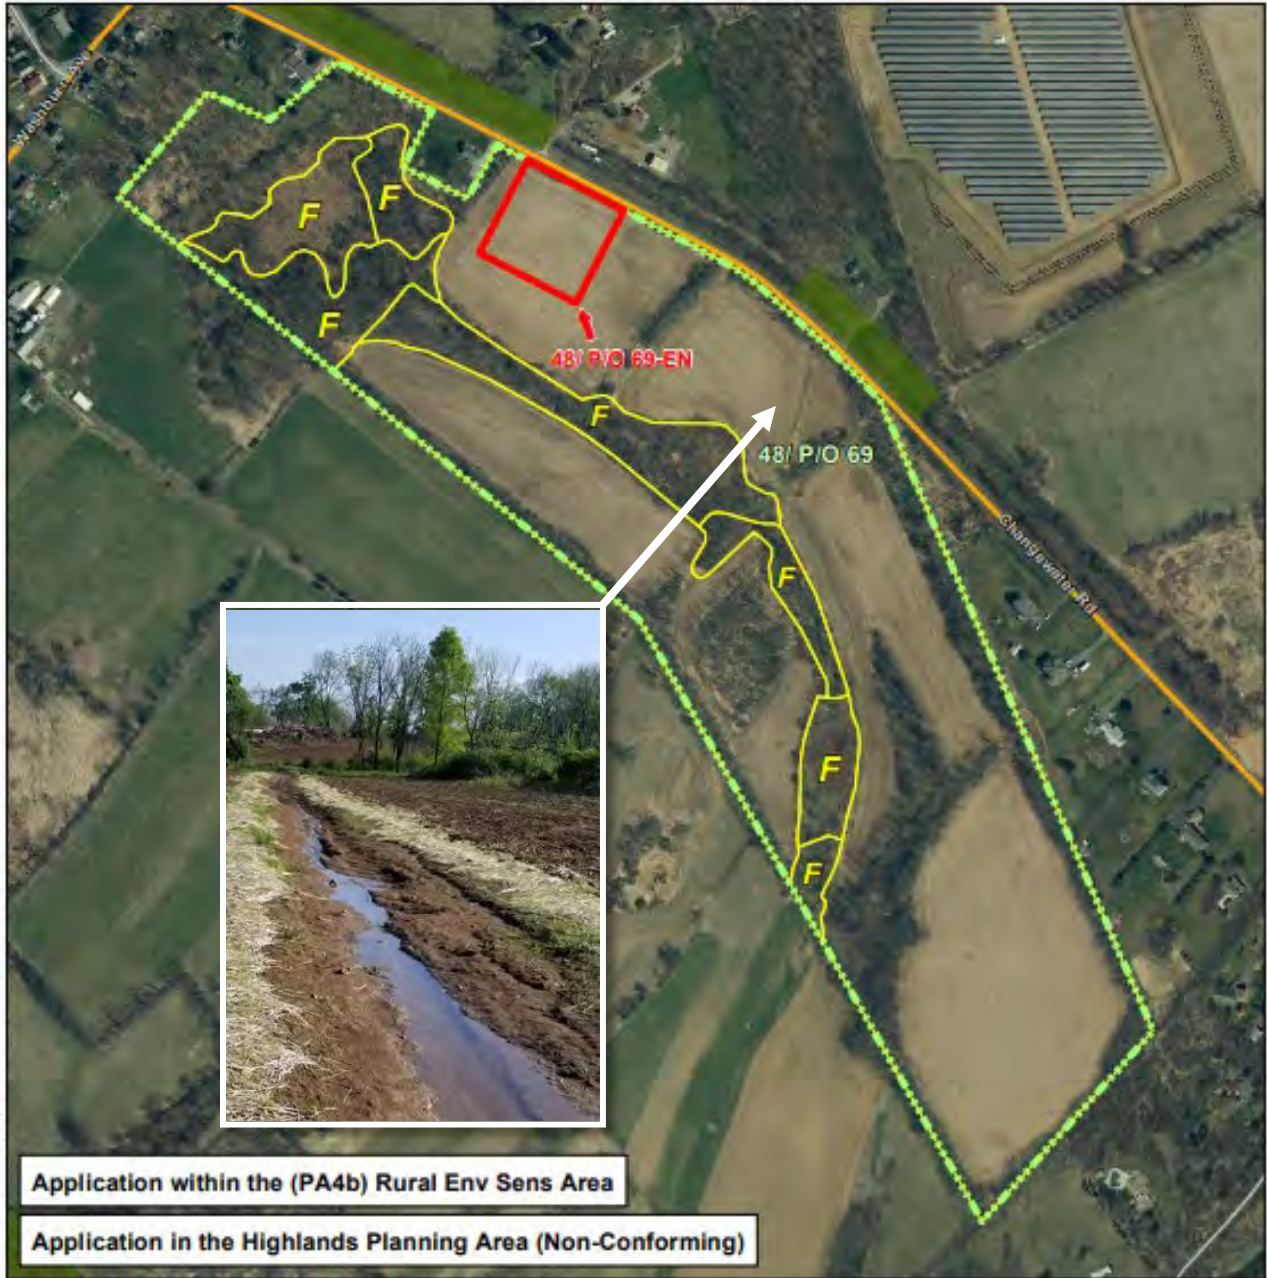 F
F
F
48/ P/O 69-EN
F
48/ P/O 69
Changewater Rd
F
F
F
Application within the (PA4b) Rural Env Sens Area
Application in the Highlands Planning Area (Non-Conforming)